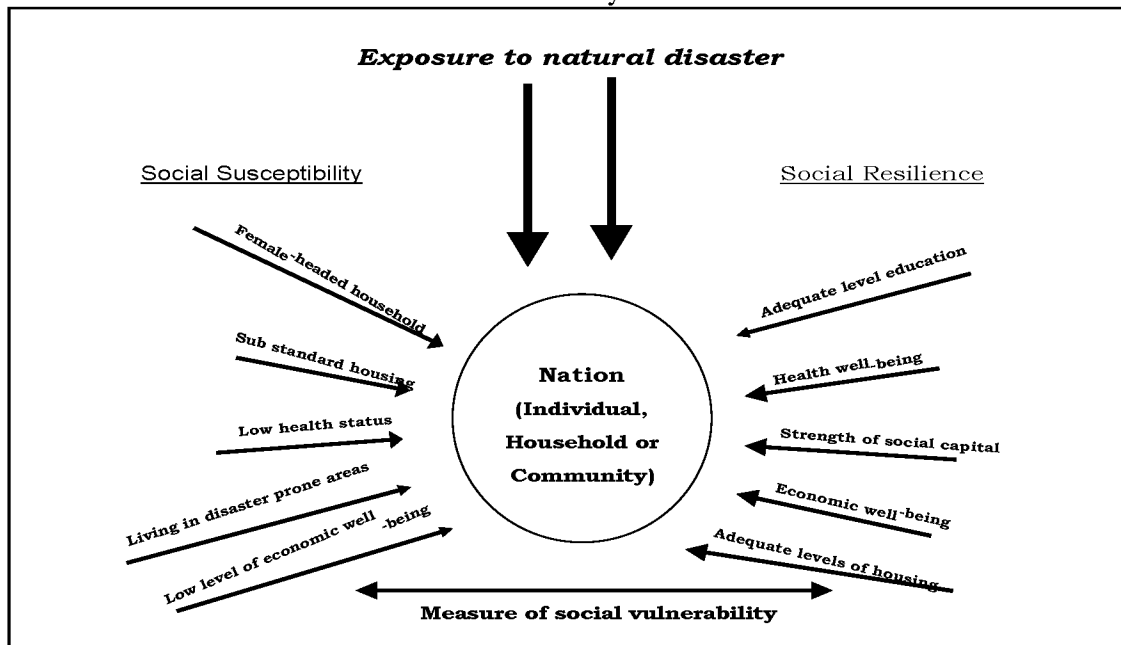 Exposure to natural disaster
Social Susceptibility
Social Resilience
Female-headed household
Sub standard housing
Low health status
Living in disaster prone areas
Low level of economic well-being
Nation
(Individual,
Household or
Community)
Adequate level education
Health well-being
Strength of social capital
Economic well-being
Adequate levels of housing
Measure of social vulnerability